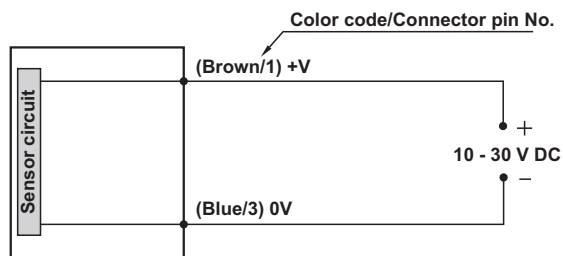 Color code/Connector pin No.
(Brown/1) +V
Sensor circuit
+
10 - 30 V DC
−
(Blue/3) 0V